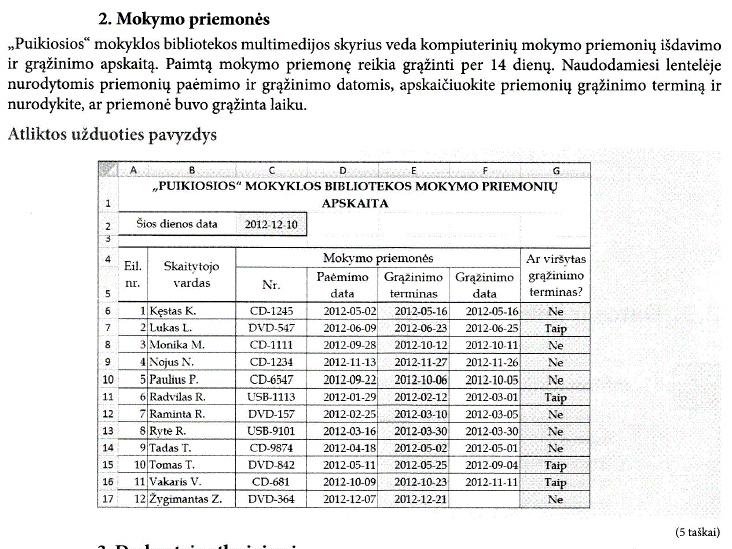 2. Mokymo priemonės
„Puikiosios“ mokyklos bibliotekos multimedijos skyrius veda kompiuterinių mokymo priemonių išdavimo
ir grąžinimo apskaitą. Paimtą mokymo priemonę reikia grąžinti per 14 dienų. Naudodamiesi lentelėje
nurodytomis priemonių paėmimo ir grąžinimo datomis, apskaičiuokite priemonių grąžinimo terminą ir
nurodykite, ar priemonė buvo grąžinta laiku.
Atliktos užduoties pavyzdys
A B C D E F G
„PUIKIOSIOS“ MOKYKLOS BIBLIOTEKOS MOKYMO PRIEMONIŲ
1 APSKAITA
2 Šios dienos data 2012-12-10
3
4 Eil. nr. Skaitytojo vardas Mokymo priemonės Ar viršytas grąžinimo terminas?
5 Nr. Paėmimo data Grąžinimo terminas Grąžinimo data
6 1 Kęstas K. CD-1245 2012-05-02 2012-05-16 2012-05-16 Ne
7 2 Lukas L. DVD-547 2012-06-09 2012-06-23 2012-06-25 Taip
8 3 Monika M. CD-1111 2012-09-28 2012-10-12 2012-10-11 Ne
9 4 Nojus N. CD-1234 2012-11-13 2012-11-27 2012-11-26 Ne
10 5 Paulius P. CD-6547 2012-09-22 2012-10-06 2012-10-05 Ne
11 6 Radvilas R. USB-1113 2012-01-29 2012-02-12 2012-03-01 Taip
12 7 Raminta R. DVD-157 2012-02-25 2012-03-10 2012-03-05 Ne
13 8 Rytė R. USB-9101 2012-03-16 2012-03-30 2012-03-30 Ne
14 9 Tadas T. CD-9874 2012-04-18 2012-05-02 2012-05-01 Ne
15 10 Tomas T. DVD-842 2012-05-11 2012-05-25 2012-09-04 Taip
16 11 Vakaris V. CD-681 2012-10-09 2012-10-23 2012-11-11 Taip
17 12 Žygimantas Z. DVD-364 2012-12-07 2012-12-21 Ne
(5 taškai)